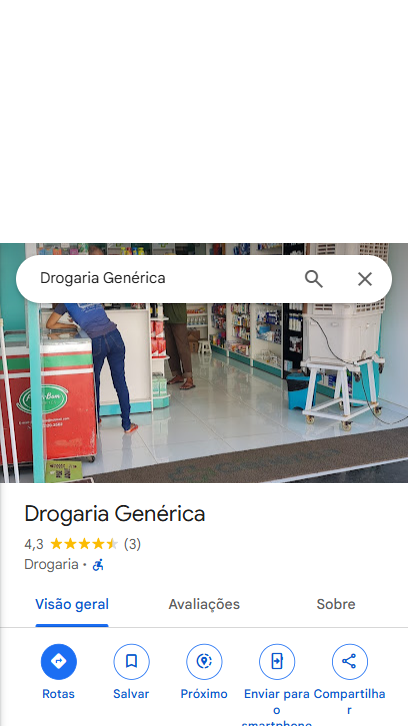 Drogaria Genérica
Drogaria Genérica
4,3 (3)
Drogaria ·
Visão geral Avaliações Sobre
Rotas Salvar Próximo Enviar para o smartphone Compartilhar